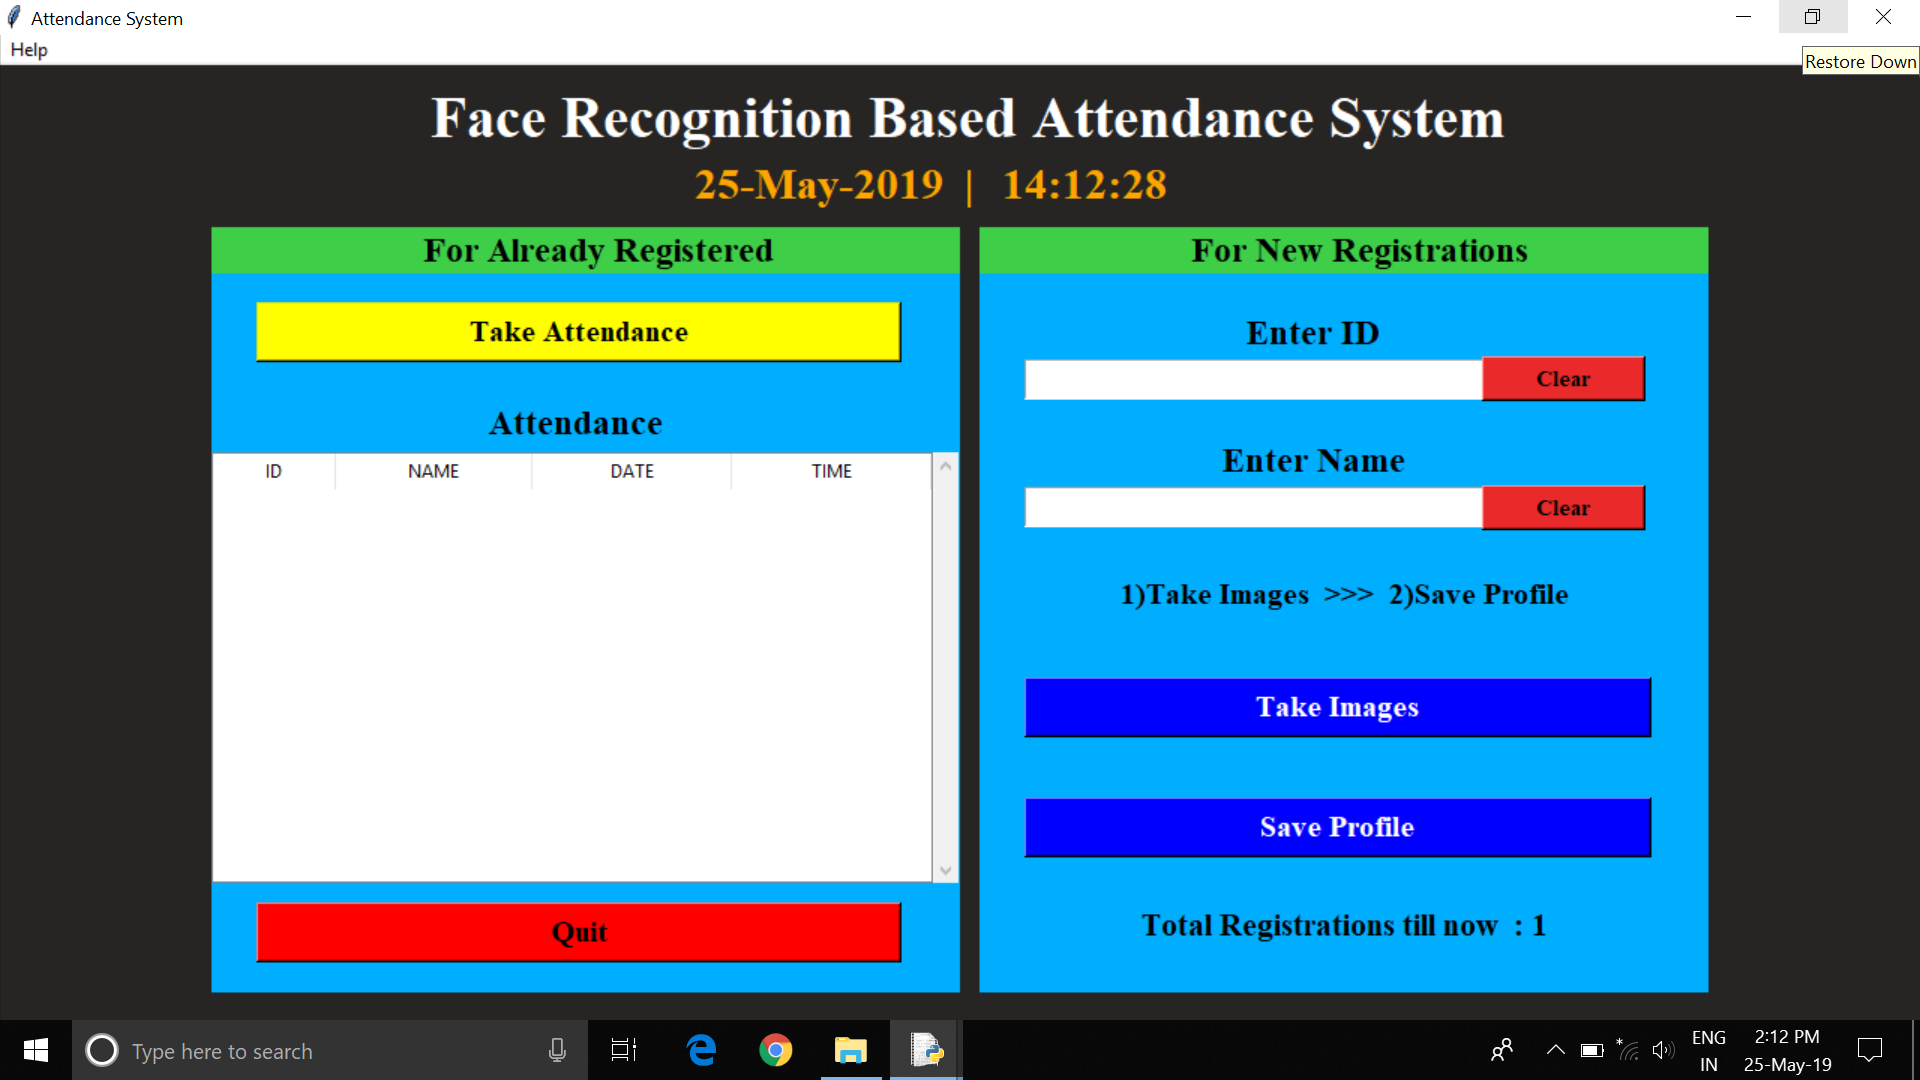 Attendance System
Help
Restore Down
Face Recognition Based Attendance System
25-May-2019 | 14:12:28
For Already Registered
Take Attendance
Attendance
ID NAME DATE TIME
Quit
For New Registrations
Enter ID
Clear
Enter Name
Clear
1)Take Images >>> 2)Save Profile
Take Images
Save Profile
Total Registrations till now : 1
Type here to search
ENG
IN
2:12 PM
25-May-19